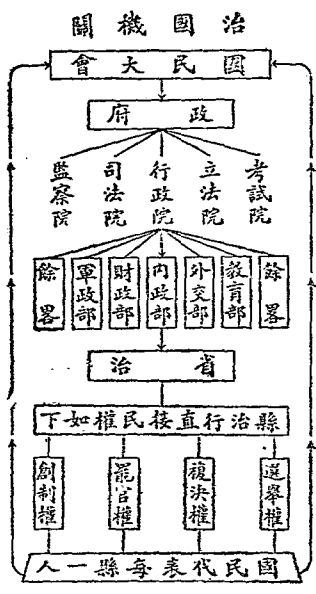 治國機關
國民大會
政府
考試院
立法院
行政院
司法院
監察院
餘畧
教育部
外交部
內政部
財政部
軍政部
餘畧
省治
縣治行直接民權如下
選舉權
複決權
罷官權
創制權
國民代表每縣一人